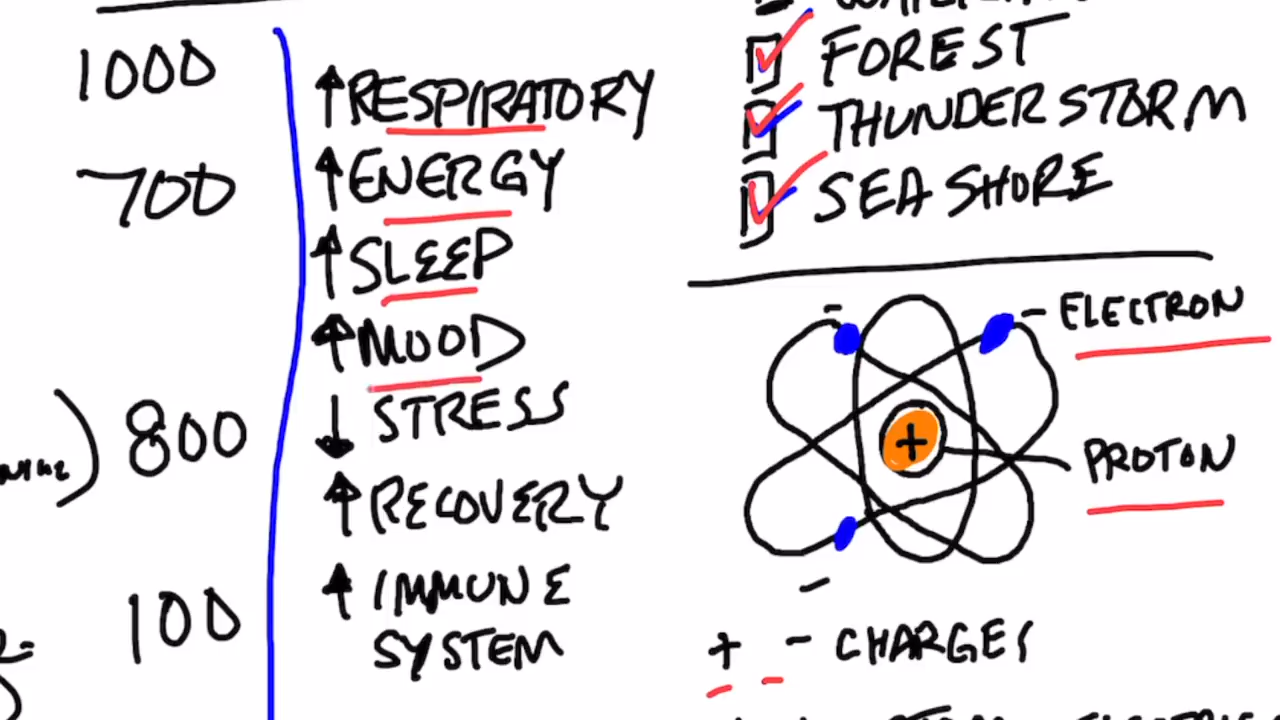 1000
700
) 800
100
↑ RESPIRATORY
↑ ENERGY
↑ SLEEP
↑ MOOD
↓ STRESS
↑ RECOVERY
↑ IMMUNE
SYSTEM
☑ FOREST
☑ THUNDERSTORM
☑ SEA SHORE
-
- ELECTRON
+
PROTON
-
+ - CHARGES